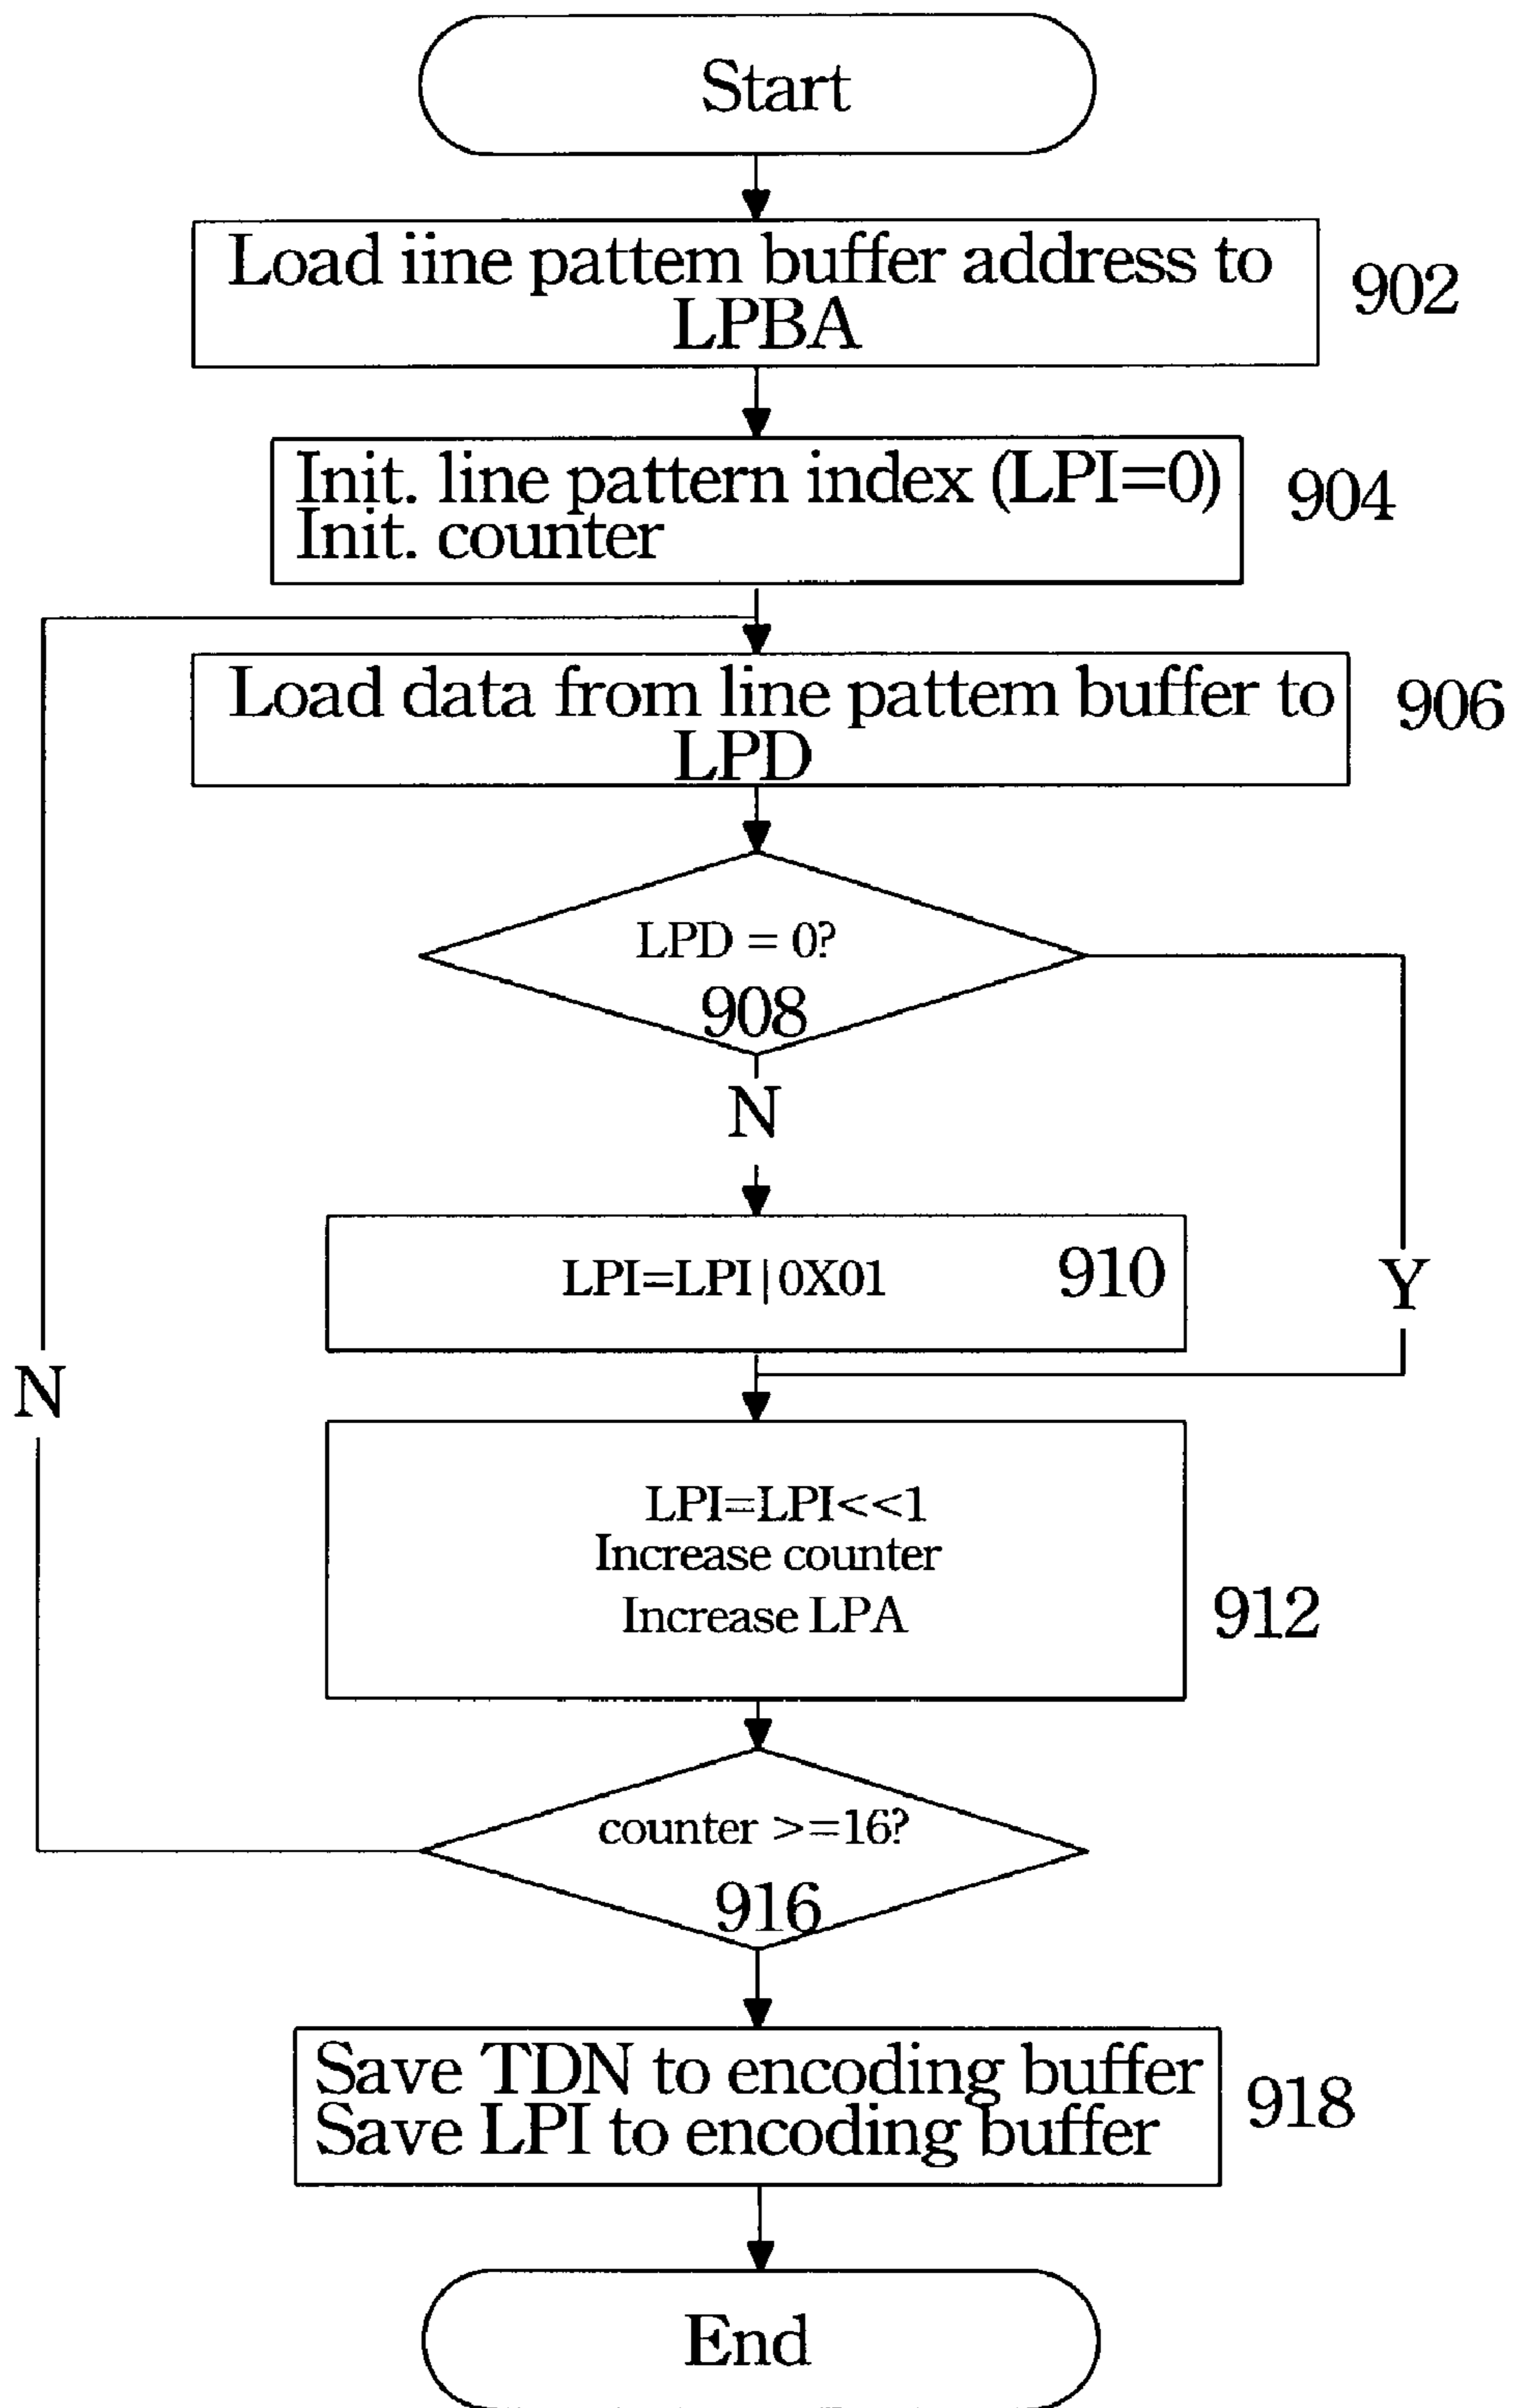 Start
Load iine pattem buffer address to
LPBA
902
Init. line pattern index (LPI=0)
Init. counter
904
Load data from line pattem buffer to
LPD
906
LPD = 0?
908
N
LPI=LPI|0X01
910
Y
N
LPI=LPI<<1
Increase counter
Increase LPA
912
counter >=16?
916
Save TDN to encoding buffer
Save LPI to encoding buffer
918
End